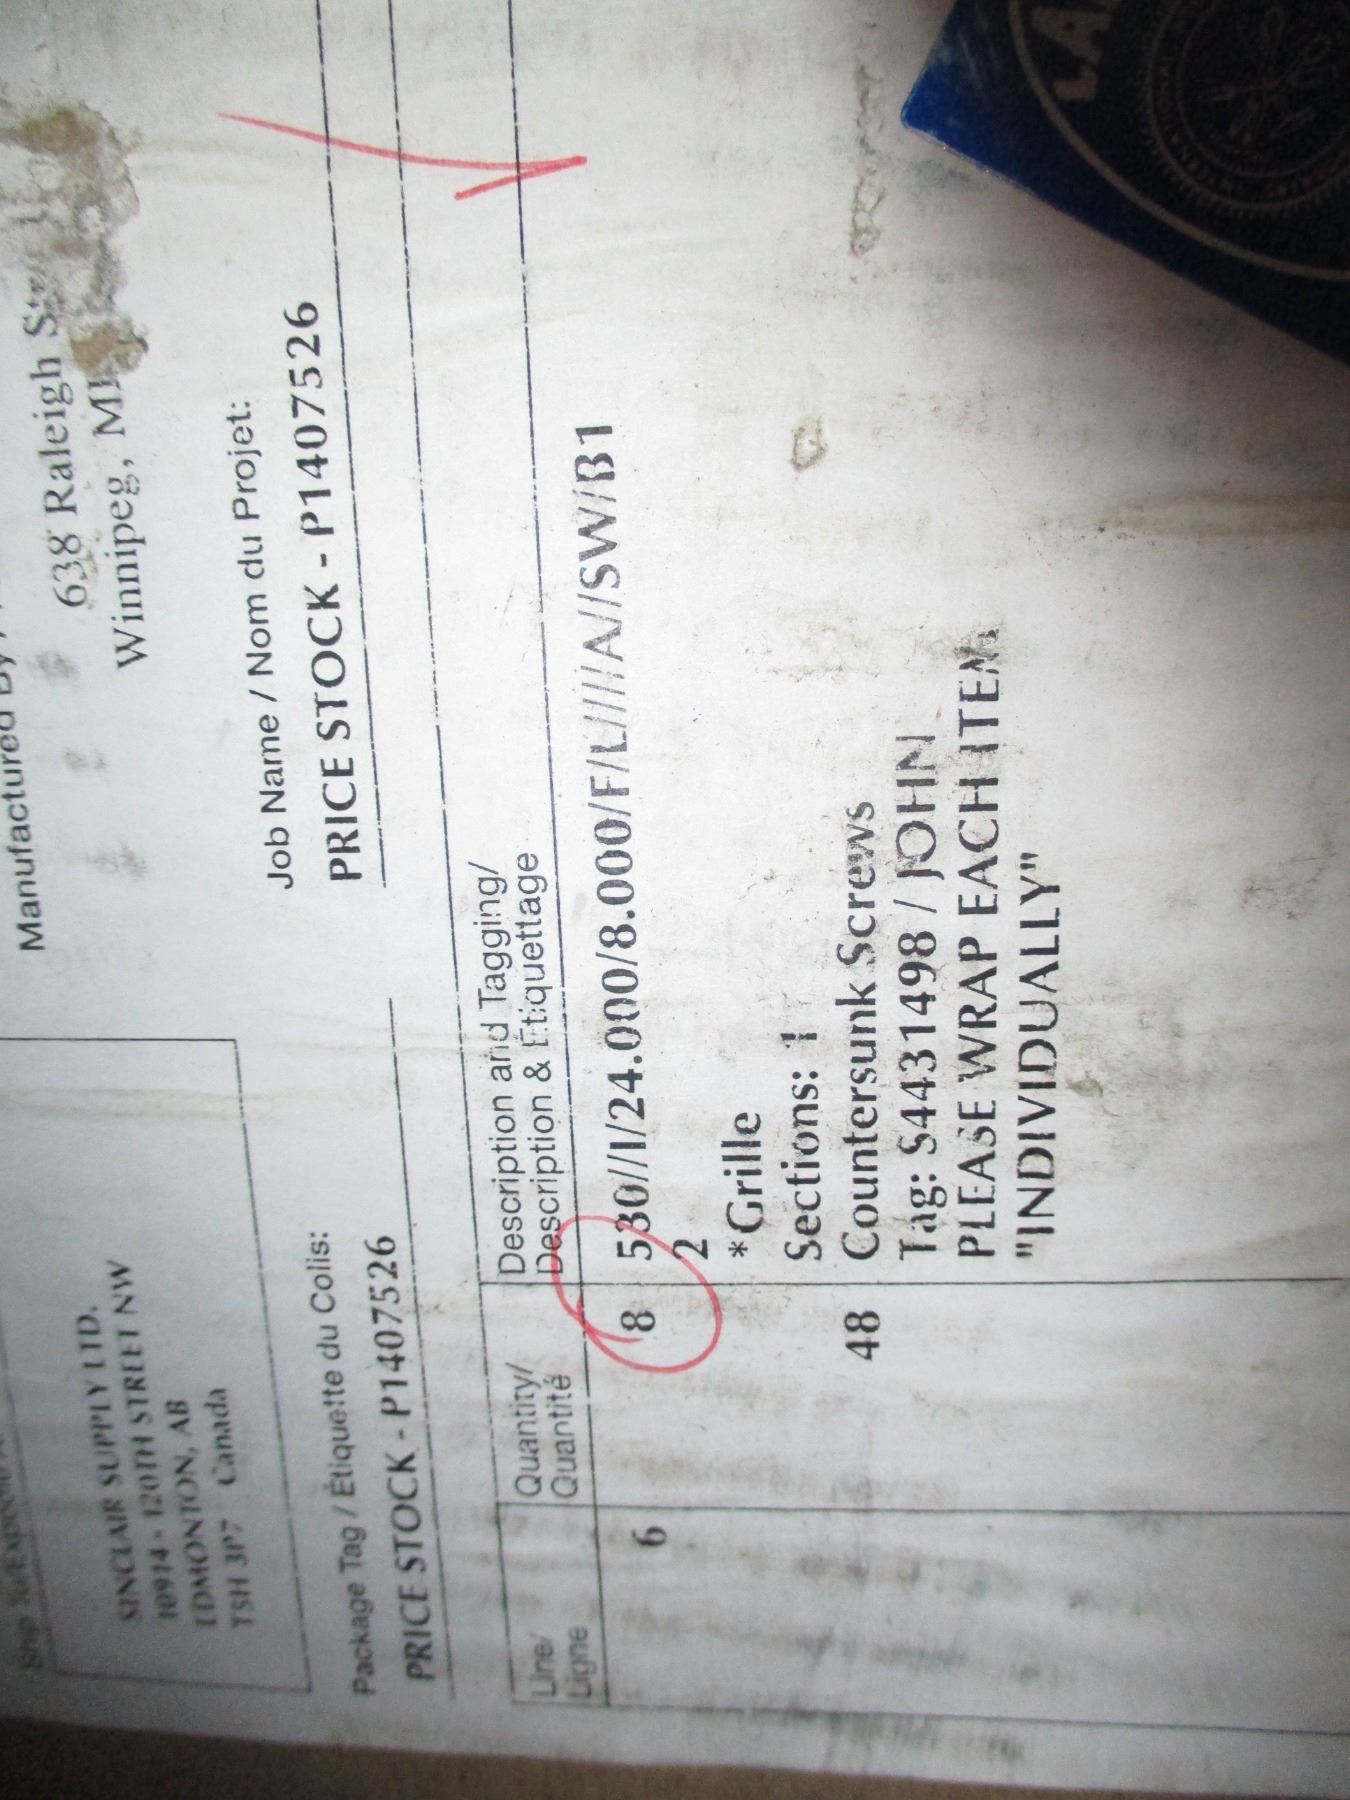 Manufactured By
638 Raleigh
Winnipeg,
SINCLAIR SUPPLY LTD.
10914 - 120TH STREET NW
EDMONTON, AB
T5H 3P7 Canada
Package Tag / Étiquette du Colis:
PRICE STOCK - P1407526
Job Name / Nom du Projet:
PRICE STOCK - P1407526
Line/
Ligne
Quantity/
Quantité
Description and Tagging/
Description & Étiquettage
6 8 530//I/24.000/8.000/F/L/////A//SW/B1
2
*Grille
Sections: 1
48 Countersunk Screws
Tag: S4431498 / JOHN
PLEASE WRAP EACH ITEM
"INDIVIDUALLY"